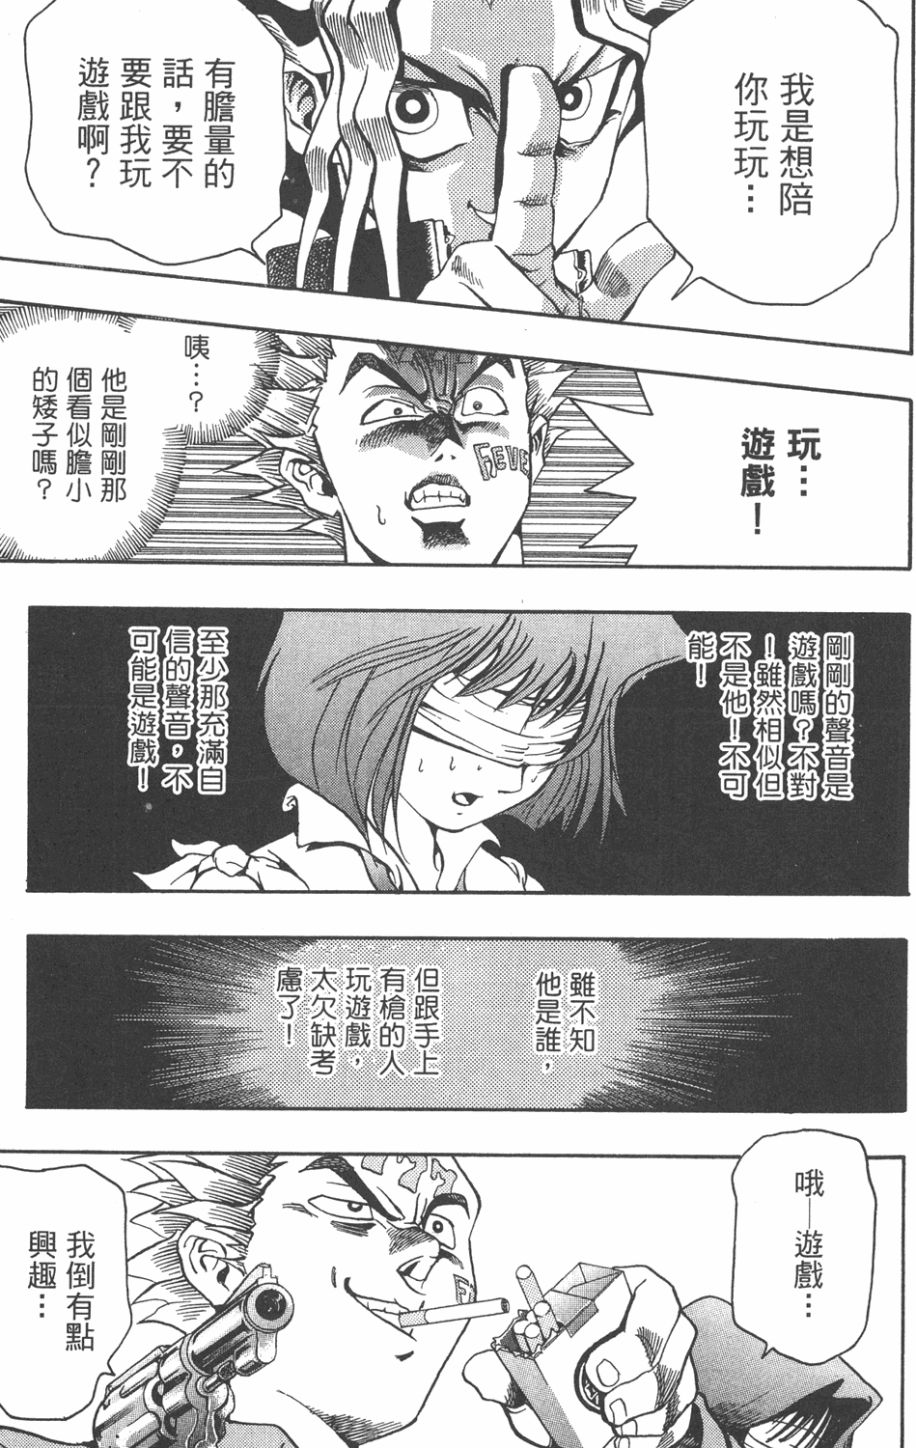 我是想陪
你玩玩…
有膽量的
話，要不
要跟我玩
遊戲啊？
玩…
遊戲！
咦…？
他是剛剛那
個看似膽小
的矮子嗎？
剛剛的聲音是
遊戲嗎？不對
！雖然相似但
不是他！不可
能！
至少那充滿自
信的聲音，不
可能是遊戲！
雖不知
他是誰，
但跟手上
有槍的人
玩遊戲，
太欠缺考
慮了！
哦─遊戲…
我倒有點
興趣…